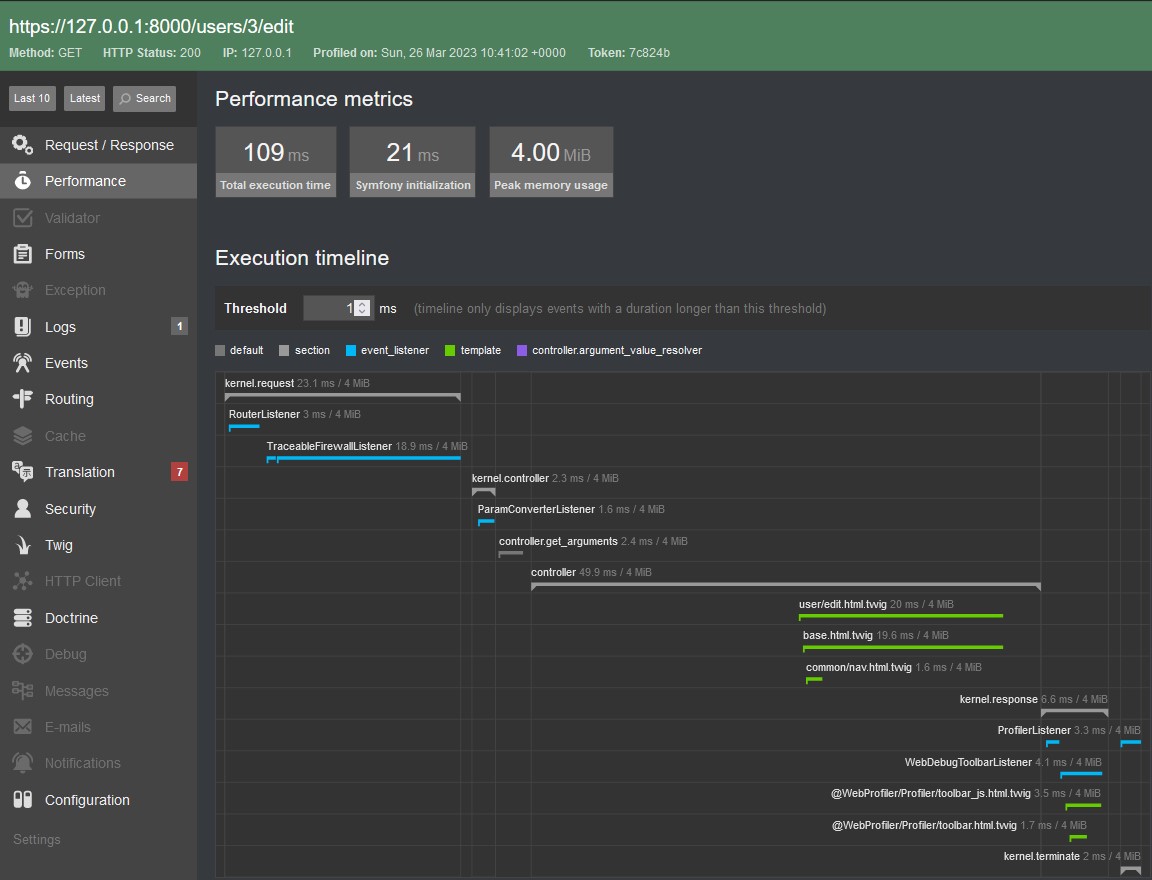 https://127.0.0.1:8000/users/3/edit
Method: GET HTTP Status: 200 IP: 127.0.0.1 Profiled on: Sun, 26 Mar 2023 10:41:02 +0000 Token: 7c824b
Last 10 Latest Search
Request / Response
Performance
Validator
Forms
Exception
Logs 1
Events
Routing
Cache
Translation 7
Security
Twig
HTTP Client
Doctrine
Debug
Messages
E-mails
Notifications
Configuration
Settings
Performance metrics
109 ms 21 ms 4.00 MiB
Total execution time Symfony initialization Peak memory usage
Execution timeline
Threshold 1 ms (timeline only displays events with a duration longer than this threshold)
default section event_listener template controller.argument_value_resolver
kernel.request 23.1 ms / 4 MiB
RouterListener 3 ms / 4 MiB
TraceableFirewallListener 18.9 ms / 4 MiB
kernel.controller 2.3 ms / 4 MiB
ParamConverterListener 1.6 ms / 4 MiB
controller.get_arguments 2.4 ms / 4 MiB
controller 49.9 ms / 4 MiB
user/edit.html.twig 20 ms / 4 MiB
base.html.twig 19.6 ms / 4 MiB
common/nav.html.twig 1.6 ms / 4 MiB
kernel.response 6.6 ms / 4 MiB
ProfilerListener 3.3 ms / 4 MiB
WebDebugToolbarListener 4.1 ms / 4 MiB
@WebProfiler/Profiler/toolbar_js.html.twig 3.5 ms / 4 MiB
@WebProfiler/Profiler/toolbar.html.twig 1.7 ms / 4 MiB
kernel.terminate 2 ms / 4 MiB